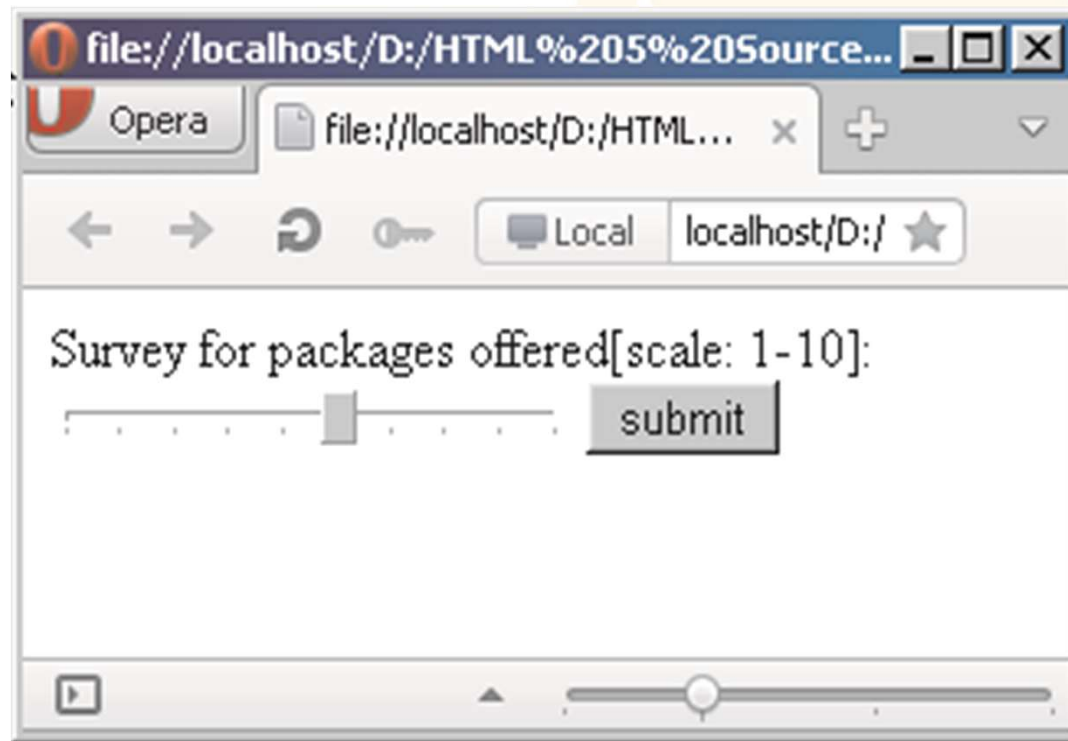 file://localhost/D:/HTML%205%20Source...
Opera
file://localhost/D:/HTML...
Local
localhost/D:/
Survey for packages offered[scale: 1-10]:
submit